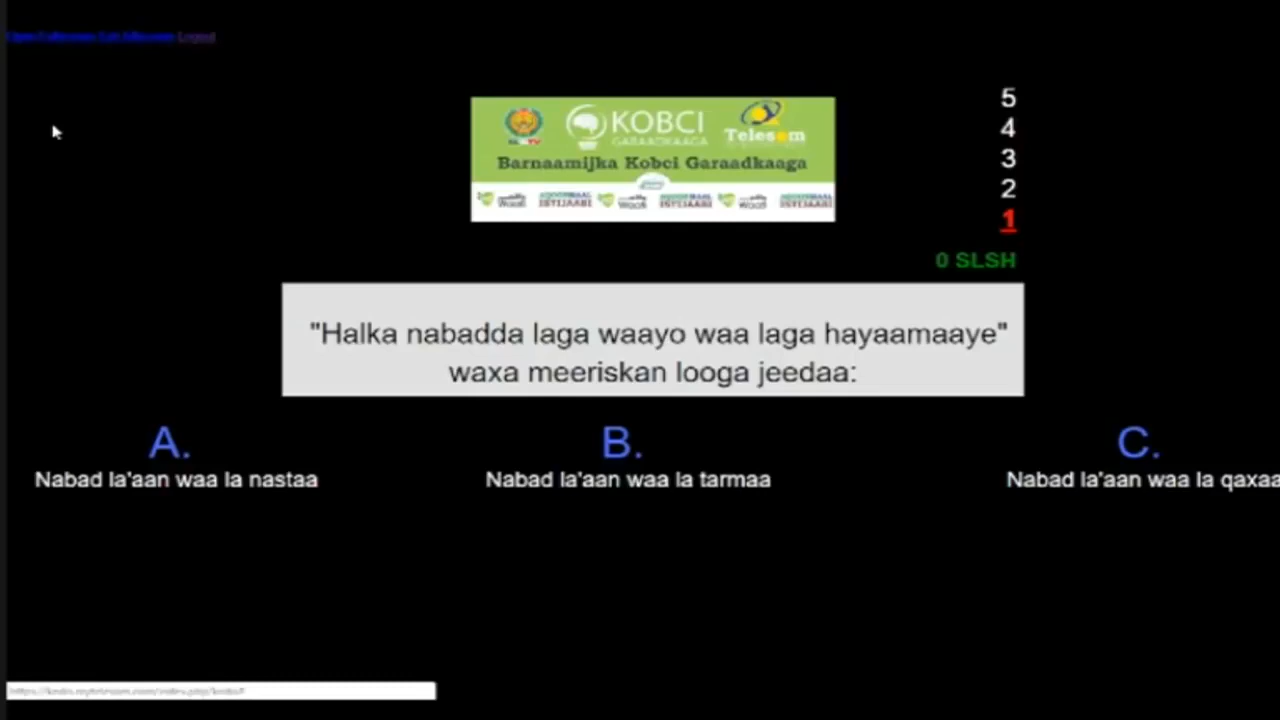 Logout
KOBCI
GARAADKAAGA
Telesom
Barnaamijka Kobci Garaadkaaga
5
4
3
2
1
0 SLSH
"Halka nabadda laga waayo waa laga hayaamaaye"
waxa meeriskan looga jeedaa:
A.
B.
C.
Nabad la'aan waa la nastaa
Nabad la'aan waa la tarmaa
Nabad la'aan waa la qaxaa